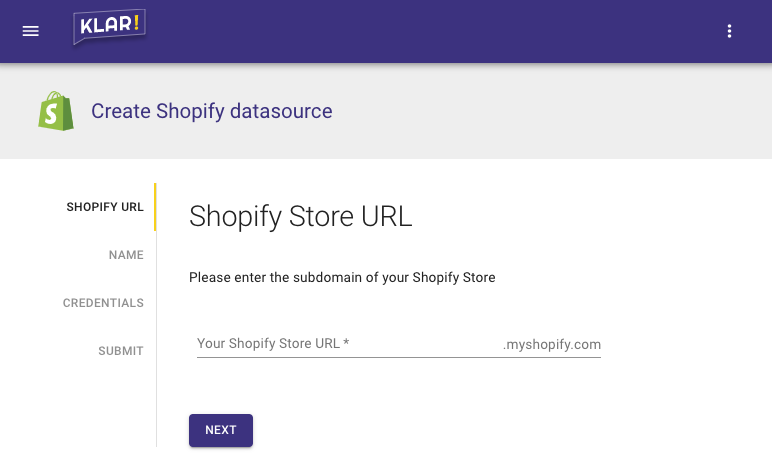 KLAR!
Create Shopify datasource
SHOPIFY URL
NAME
CREDENTIALS
SUBMIT
Shopify Store URL
Please enter the subdomain of your Shopify Store
Your Shopify Store URL * .myshopify.com
NEXT